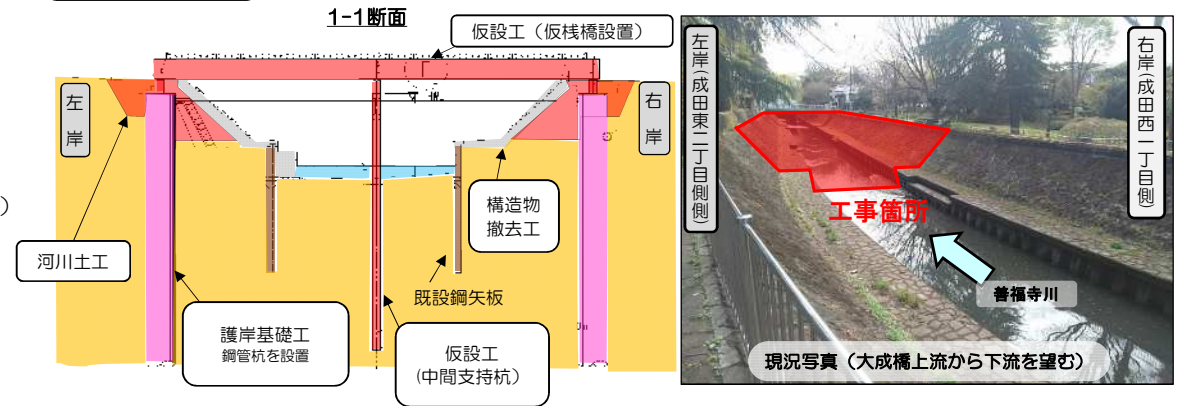 1-1断面
仮設工（仮桟橋設置）
左
岸
右
岸
）
河川土工
護岸基礎工
鋼管杭を設置
既設鋼矢板
仮設工
(中間支持杭）
構造物
撤去工
左岸(成田東二丁目側)
右岸(成田西一丁目側)
工事箇所
善福寺川
現況写真（大成橋上流から下流を望む）